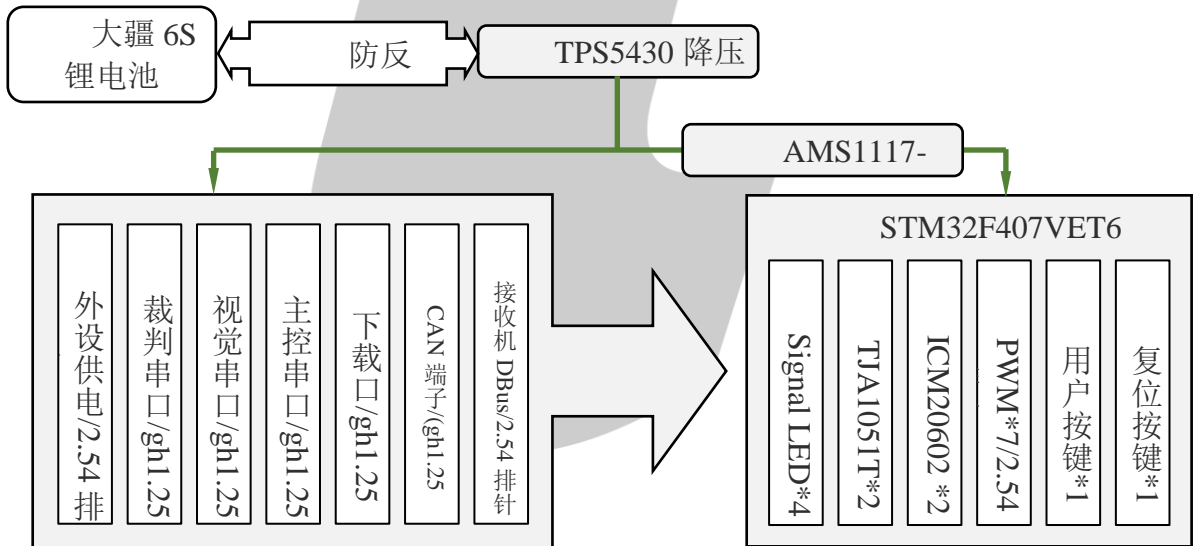 大疆 6S
锂电池
防反
TPS5430 降压
AMS1117-
外设供电/2.54 排
裁判串口/gh1.25
视觉串口/gh1.25
主控串口/gh1.25
下载口/gh1.25
CAN 端子/(gh1.25
接收机 DBus/2.54 排针
STM32F407VET6
Signal LED*4
TJA1051T*2
ICM20602 *2
PWM*7/2.54
用户按键*1
复位按键*1